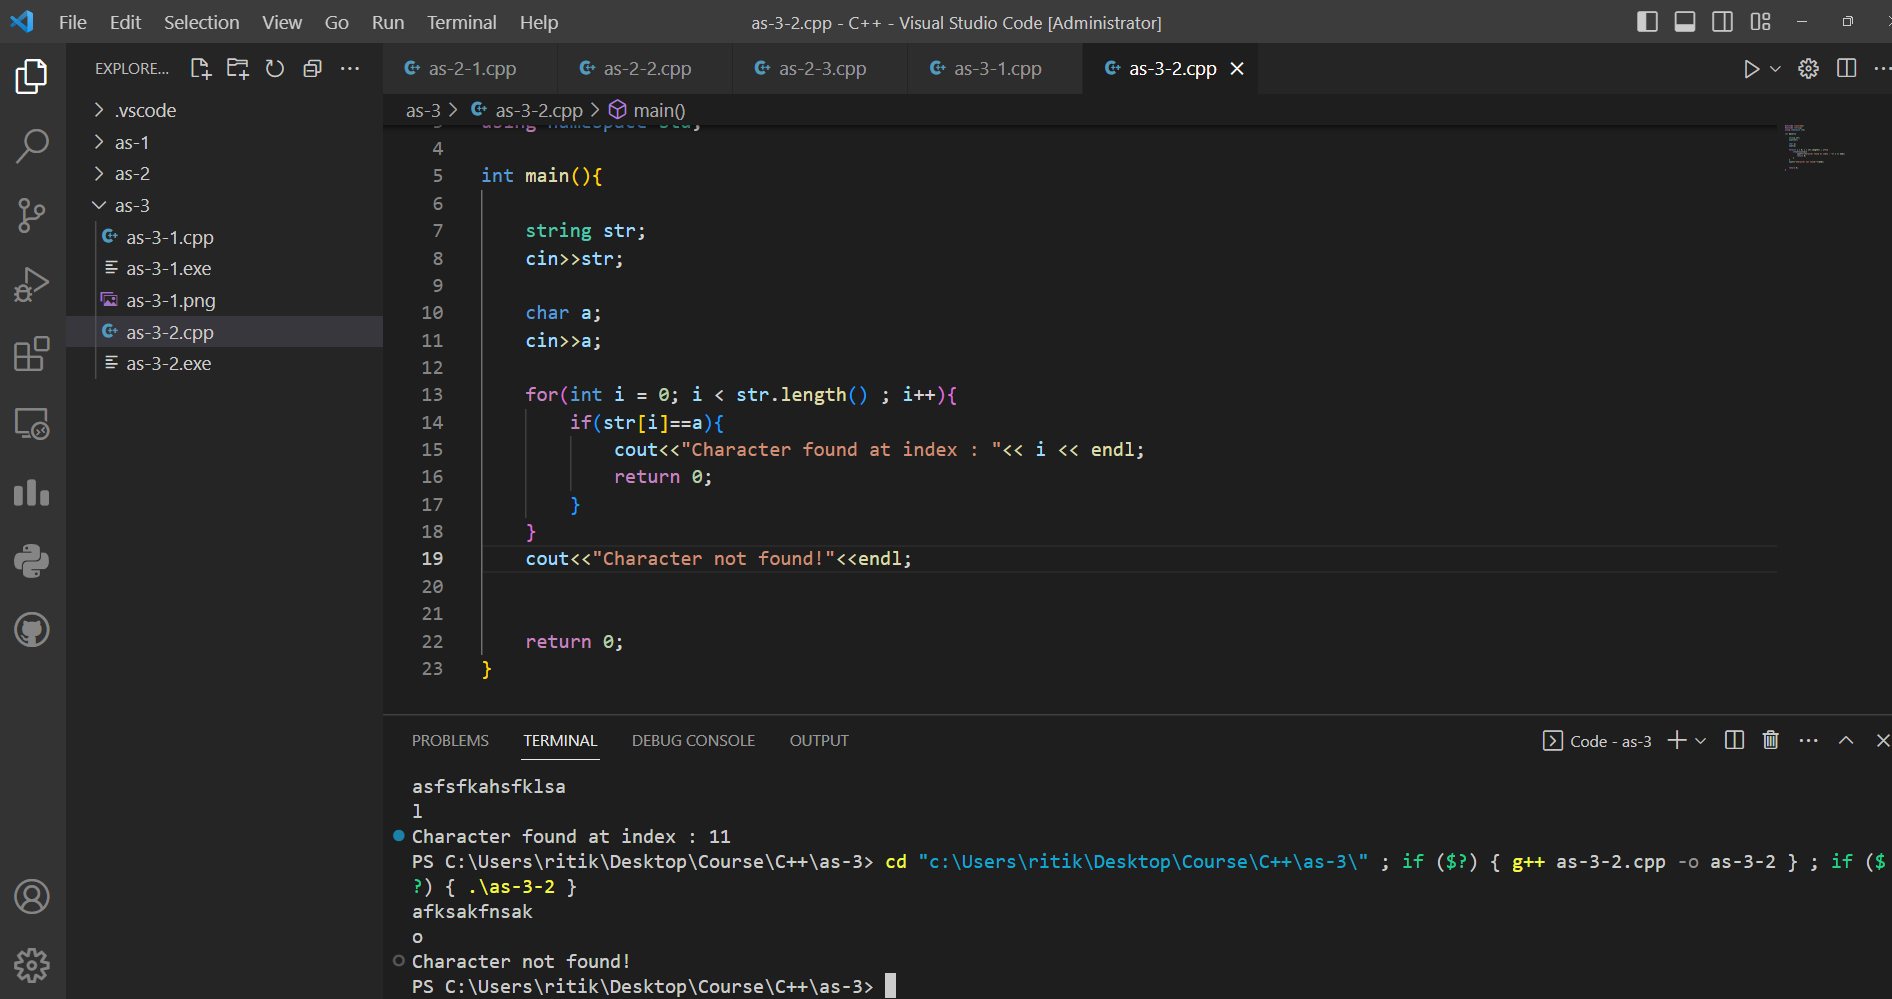 File Edit Selection View Go Run Terminal Help
as-3-2.cpp - C++ - Visual Studio Code [Administrator]
EXPLORE...
as-2-1.cpp
as-2-2.cpp
as-2-3.cpp
as-3-1.cpp
as-3-2.cpp
as-3 > as-3-2.cpp > main()
.vscode
as-1
as-2
as-3
as-3-1.cpp
as-3-1.exe
as-3-1.png
as-3-2.cpp
as-3-2.exe
3 using namespace std;
4
5 int main(){
6
7 string str;
8 cin>>str;
9
10 char a;
11 cin>>a;
12
13 for(int i = 0; i < str.length() ; i++){
14 if(str[i]==a){
15 cout<<"Character found at index : "<< i << endl;
16 return 0;
17 }
18 }
19 cout<<"Character not found!"<<endl;
20
21
22 return 0;
23 }
PROBLEMS TERMINAL DEBUG CONSOLE OUTPUT
Code - as-3
asfsfkahsfklsa
l
Character found at index : 11
PS C:\Users\ritik\Desktop\Course\C++\as-3> cd "c:\Users\ritik\Desktop\Course\C++\as-3\" ; if ($?) { g++ as-3-2.cpp -o as-3-2 } ; if ($
?) { .\as-3-2 }
afksakfnsak
o
Character not found!
PS C:\Users\ritik\Desktop\Course\C++\as-3>